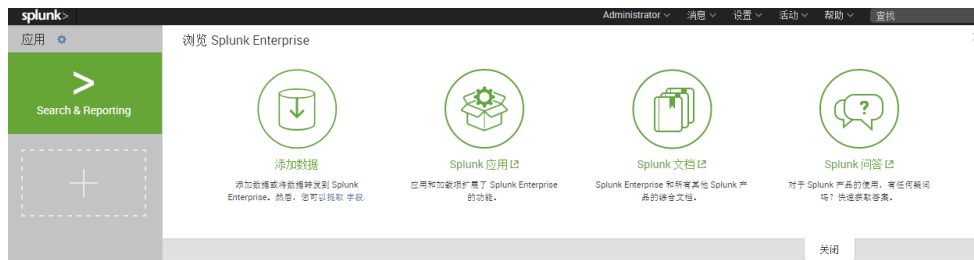 splunk>
Administrator 消息 设置 活动 帮助 查找
应用
浏览 Splunk Enterprise
>
Search & Reporting
添加数据
添加数据或将数据转发到 Splunk
Enterprise。然后，您可以提取 字段.
Splunk 应用
应用和加载项扩展了 Splunk Enterprise
的功能。
Splunk 文档
Splunk Enterprise 和所有其他 Splunk 产
品的综合文档。
Splunk 问答
对于 Splunk 产品的使用，有任何疑问
吗？快速获取答案。
关闭